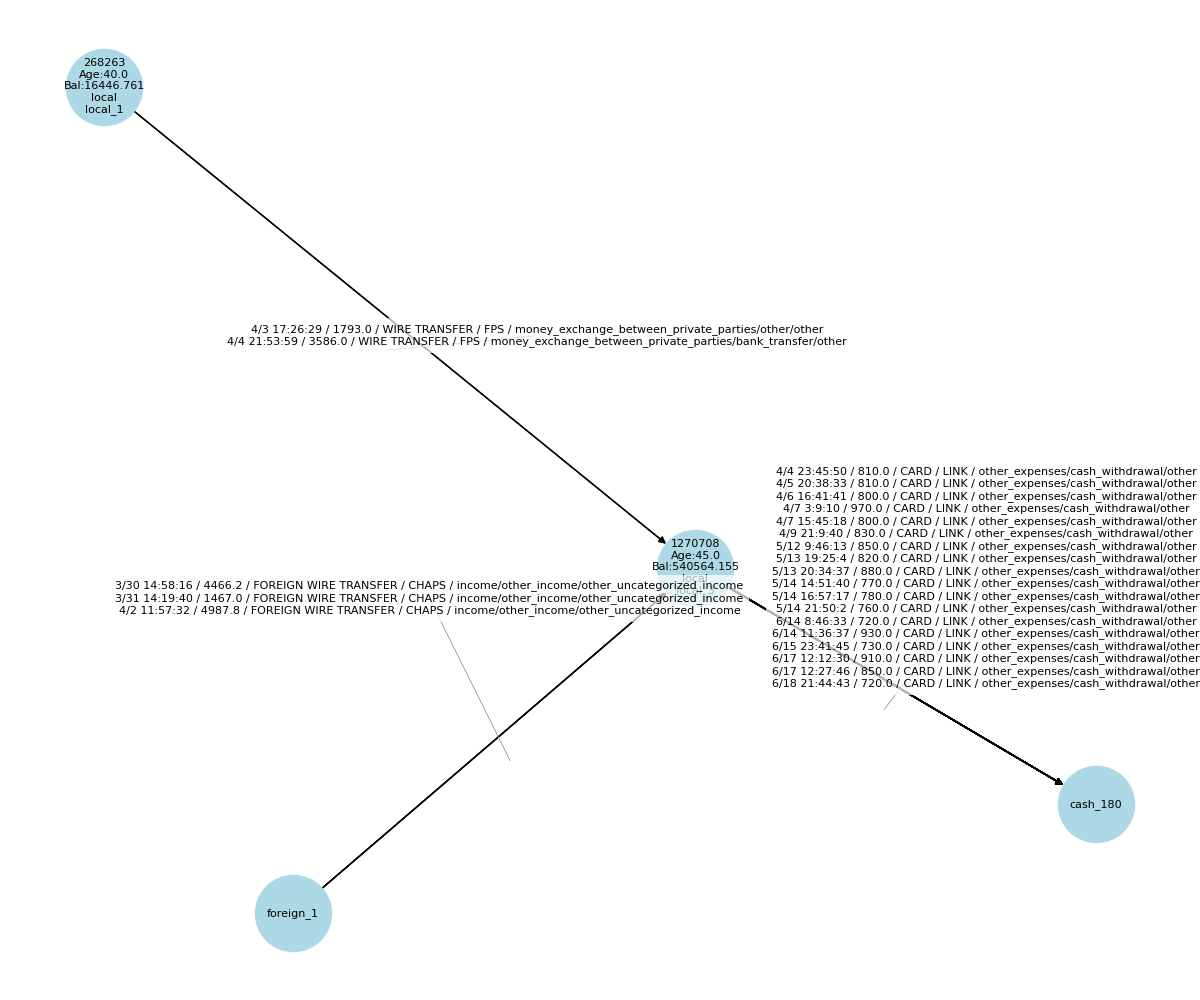 268263
Age:40.0
Bal:16446.761
local
local_1
4/3 17:26:29 / 1793.0 / WIRE TRANSFER / FPS / money_exchange_between_private_parties/other/other
4/4 21:53:59 / 3586.0 / WIRE TRANSFER / FPS / money_exchange_between_private_parties/bank_transfer/other
4/4 23:45:50 / 810.0 / CARD / LINK / other_expenses/cash_withdrawal/other
4/5 20:38:33 / 810.0 / CARD / LINK / other_expenses/cash_withdrawal/other
4/6 16:41:41 / 800.0 / CARD / LINK / other_expenses/cash_withdrawal/other
4/7 3:9:10 / 970.0 / CARD / LINK / other_expenses/cash_withdrawal/other
4/7 15:45:18 / 800.0 / CARD / LINK / other_expenses/cash_withdrawal/other
4/9 21:9:40 / 830.0 / CARD / LINK / other_expenses/cash_withdrawal/other
5/12 9:46:13 / 850.0 / CARD / LINK / other_expenses/cash_withdrawal/other
5/13 19:25:4 / 820.0 / CARD / LINK / other_expenses/cash_withdrawal/other
5/13 20:34:37 / 880.0 / CARD / LINK / other_expenses/cash_withdrawal/other
5/14 14:51:40 / 770.0 / CARD / LINK / other_expenses/cash_withdrawal/other
5/14 16:57:17 / 780.0 / CARD / LINK / other_expenses/cash_withdrawal/other
5/14 21:50:2 / 760.0 / CARD / LINK / other_expenses/cash_withdrawal/other
6/14 8:46:33 / 720.0 / CARD / LINK / other_expenses/cash_withdrawal/other
6/14 11:36:37 / 930.0 / CARD / LINK / other_expenses/cash_withdrawal/other
6/15 23:41:45 / 730.0 / CARD / LINK / other_expenses/cash_withdrawal/other
6/17 12:12:30 / 910.0 / CARD / LINK / other_expenses/cash_withdrawal/other
6/17 12:27:46 / 850.0 / CARD / LINK / other_expenses/cash_withdrawal/other
6/18 21:44:43 / 720.0 / CARD / LINK / other_expenses/cash_withdrawal/other
1270708
Age:45.0
Bal:540564.155
local
3/30 14:58:16 / 4466.2 / FOREIGN WIRE TRANSFER / CHAPS / income/other_income/other_uncategorized_income
3/31 14:19:40 / 1467.0 / FOREIGN WIRE TRANSFER / CHAPS / income/other_income/other_uncategorized_income
4/2 11:57:32 / 4987.8 / FOREIGN WIRE TRANSFER / CHAPS / income/other_income/other_uncategorized_income
cash_180
foreign_1